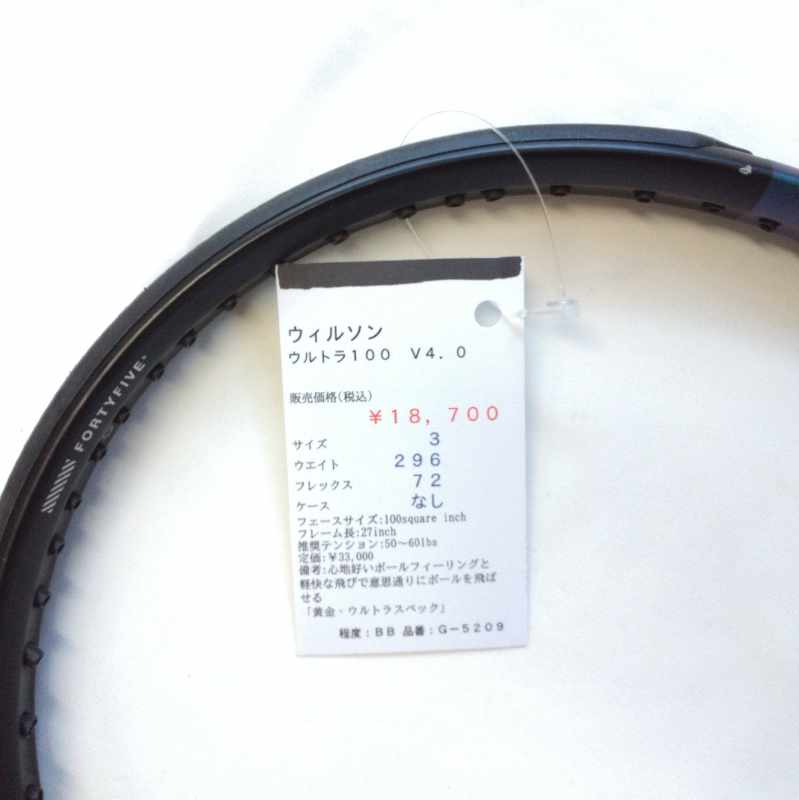 FORTYFIVE°
ウィルソン
ウルトラ100 V4.0
販売価格(税込)
¥18,700
サイズ 3
ウエイト 296
フレックス 72
ケース なし
フェースサイズ:100square inch
フレーム長:27inch
推奨テンション:50～60lbs
定価:¥33,000
備考:心地好いボールフィーリングと
軽快な飛びで意思通りにボールを飛ば
せる
「黄金・ウルトラスペック」
程度:BB 品番:G-5209